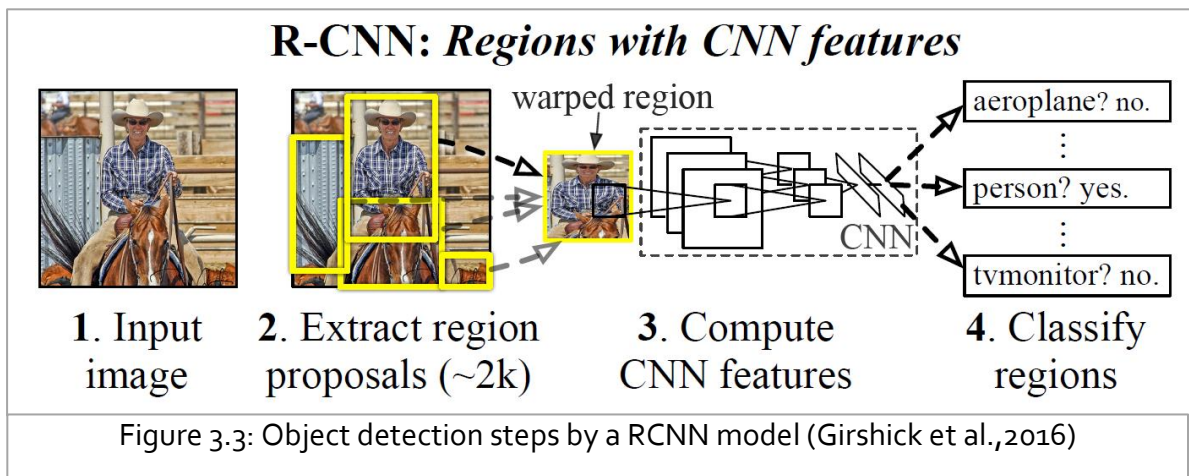 R-CNN: Regions with CNN features
warped region
aeroplane? no.
⋮
person? yes.
⋮
tvmonitor? no.
CNN
1. Input
image
2. Extract region
proposals (~2k)
3. Compute
CNN features
4. Classify
regions
Figure 3.3: Object detection steps by a RCNN model (Girshick et al.,2016)